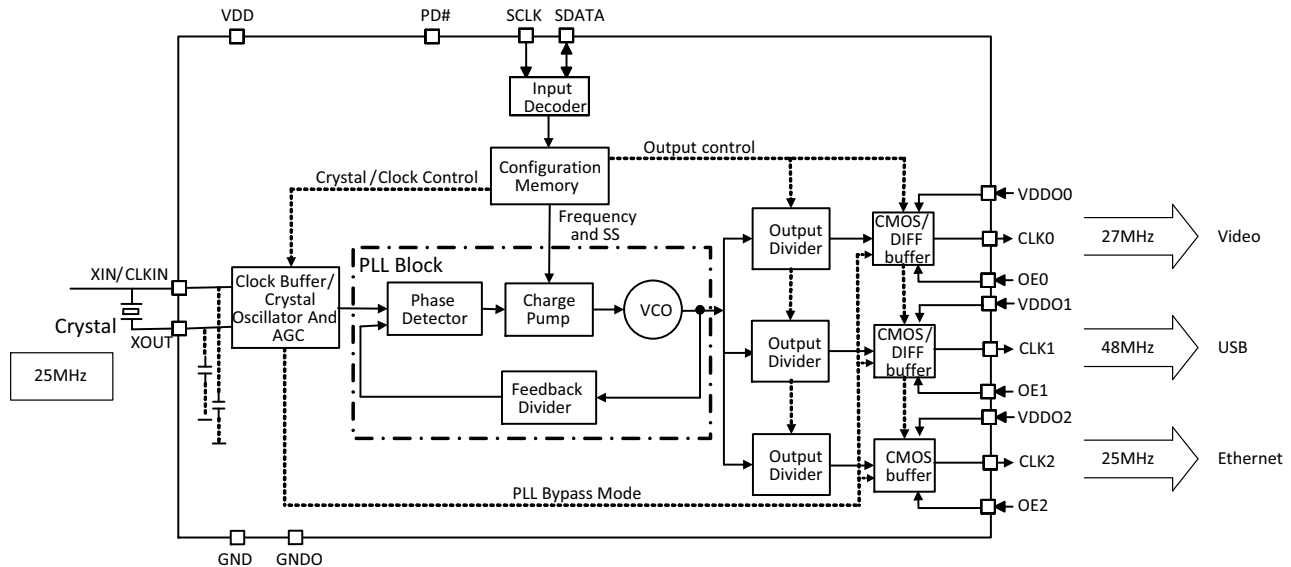 VDD
PD#
SCLK
SDATA
Input
Decoder
Configuration
Memory
Output control
Crystal/Clock Control
Frequency
and SS
PLL Block
XIN/CLKIN
Crystal
XOUT
25MHz
Clock Buffer/
Crystal
Oscillator And
AGC
Phase
Detector
Charge
Pump
VCO
Feedback
Divider
Output
Divider
Output
Divider
Output
Divider
CMOS/
DIFF
buffer
CMOS/
DIFF
buffer
CMOS
buffer
PLL Bypass Mode
VDDO0
CLK0
OE0
VDDO1
CLK1
OE1
VDDO2
CLK2
OE2
27MHz
Video
48MHz
USB
25MHz
Ethernet
GND
GNDO